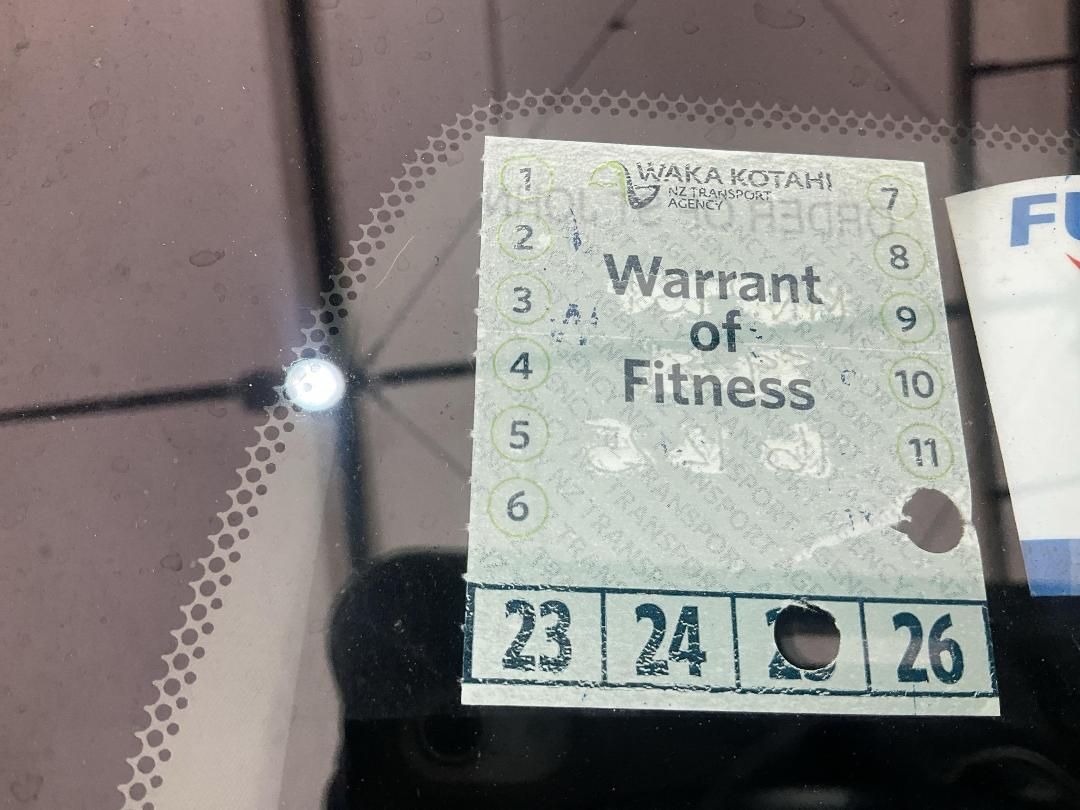 WAKA KOTAHI
NZ TRANSPORT
AGENCY
1
2
3
4
5
6
7
8
9
10
11
Warrant
of
Fitness
23 24 26
FU